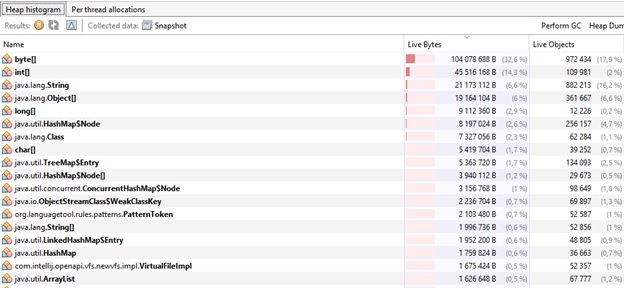 Heap histogram Per thread allocations
Results: Collected data: Snapshot Perform GC Heap Dum
Name Live Bytes Live Objects
byte[] 104 078 688 B (32,6 %) 972 434 (17,9 %)
int[] 45 516 168 B (14,3 %) 109 981 (2 %)
java.lang.String 21 173 112 B (6,6 %) 882 213 (16,2 %)
java.lang.Object[] 19 164 104 B (6 %) 361 667 (6,6 %)
long[] 9 112 360 B (2,9 %) 12 226 (0,2 %)
java.util.HashMap$Node 8 197 024 B (2,6 %) 256 157 (4,7 %)
java.lang.Class 7 327 056 B (2,3 %) 62 284 (1,1 %)
char[] 5 419 704 B (1,7 %) 39 252 (0,7 %)
java.util.TreeMap$Entry 5 363 720 B (1,7 %) 134 093 (2,5 %)
java.util.HashMap$Node[] 3 940 112 B (1,2 %) 29 673 (0,5 %)
java.util.concurrent.ConcurrentHashMap$Node 3 156 768 B (1 %) 98 649 (1,8 %)
java.io.ObjectStreamClass$WeakClassKey 2 236 704 B (0,7 %) 69 897 (1,3 %)
org.languagetool.rules.patterns.PatternToken 2 103 480 B (0,7 %) 52 587 (1 %)
java.lang.String[] 1 996 736 B (0,6 %) 52 856 (1 %)
java.util.LinkedHashMap$Entry 1 952 200 B (0,6 %) 48 805 (0,9 %)
java.util.HashMap 1 759 824 B (0,6 %) 36 663 (0,7 %)
com.intellij.openapi.vfs.newvfs.impl.VirtualFileImpl 1 675 424 B (0,5 %) 52 357 (1 %)
java.util.ArrayList 1 626 648 B (0,5 %) 67 777 (1,2 %)